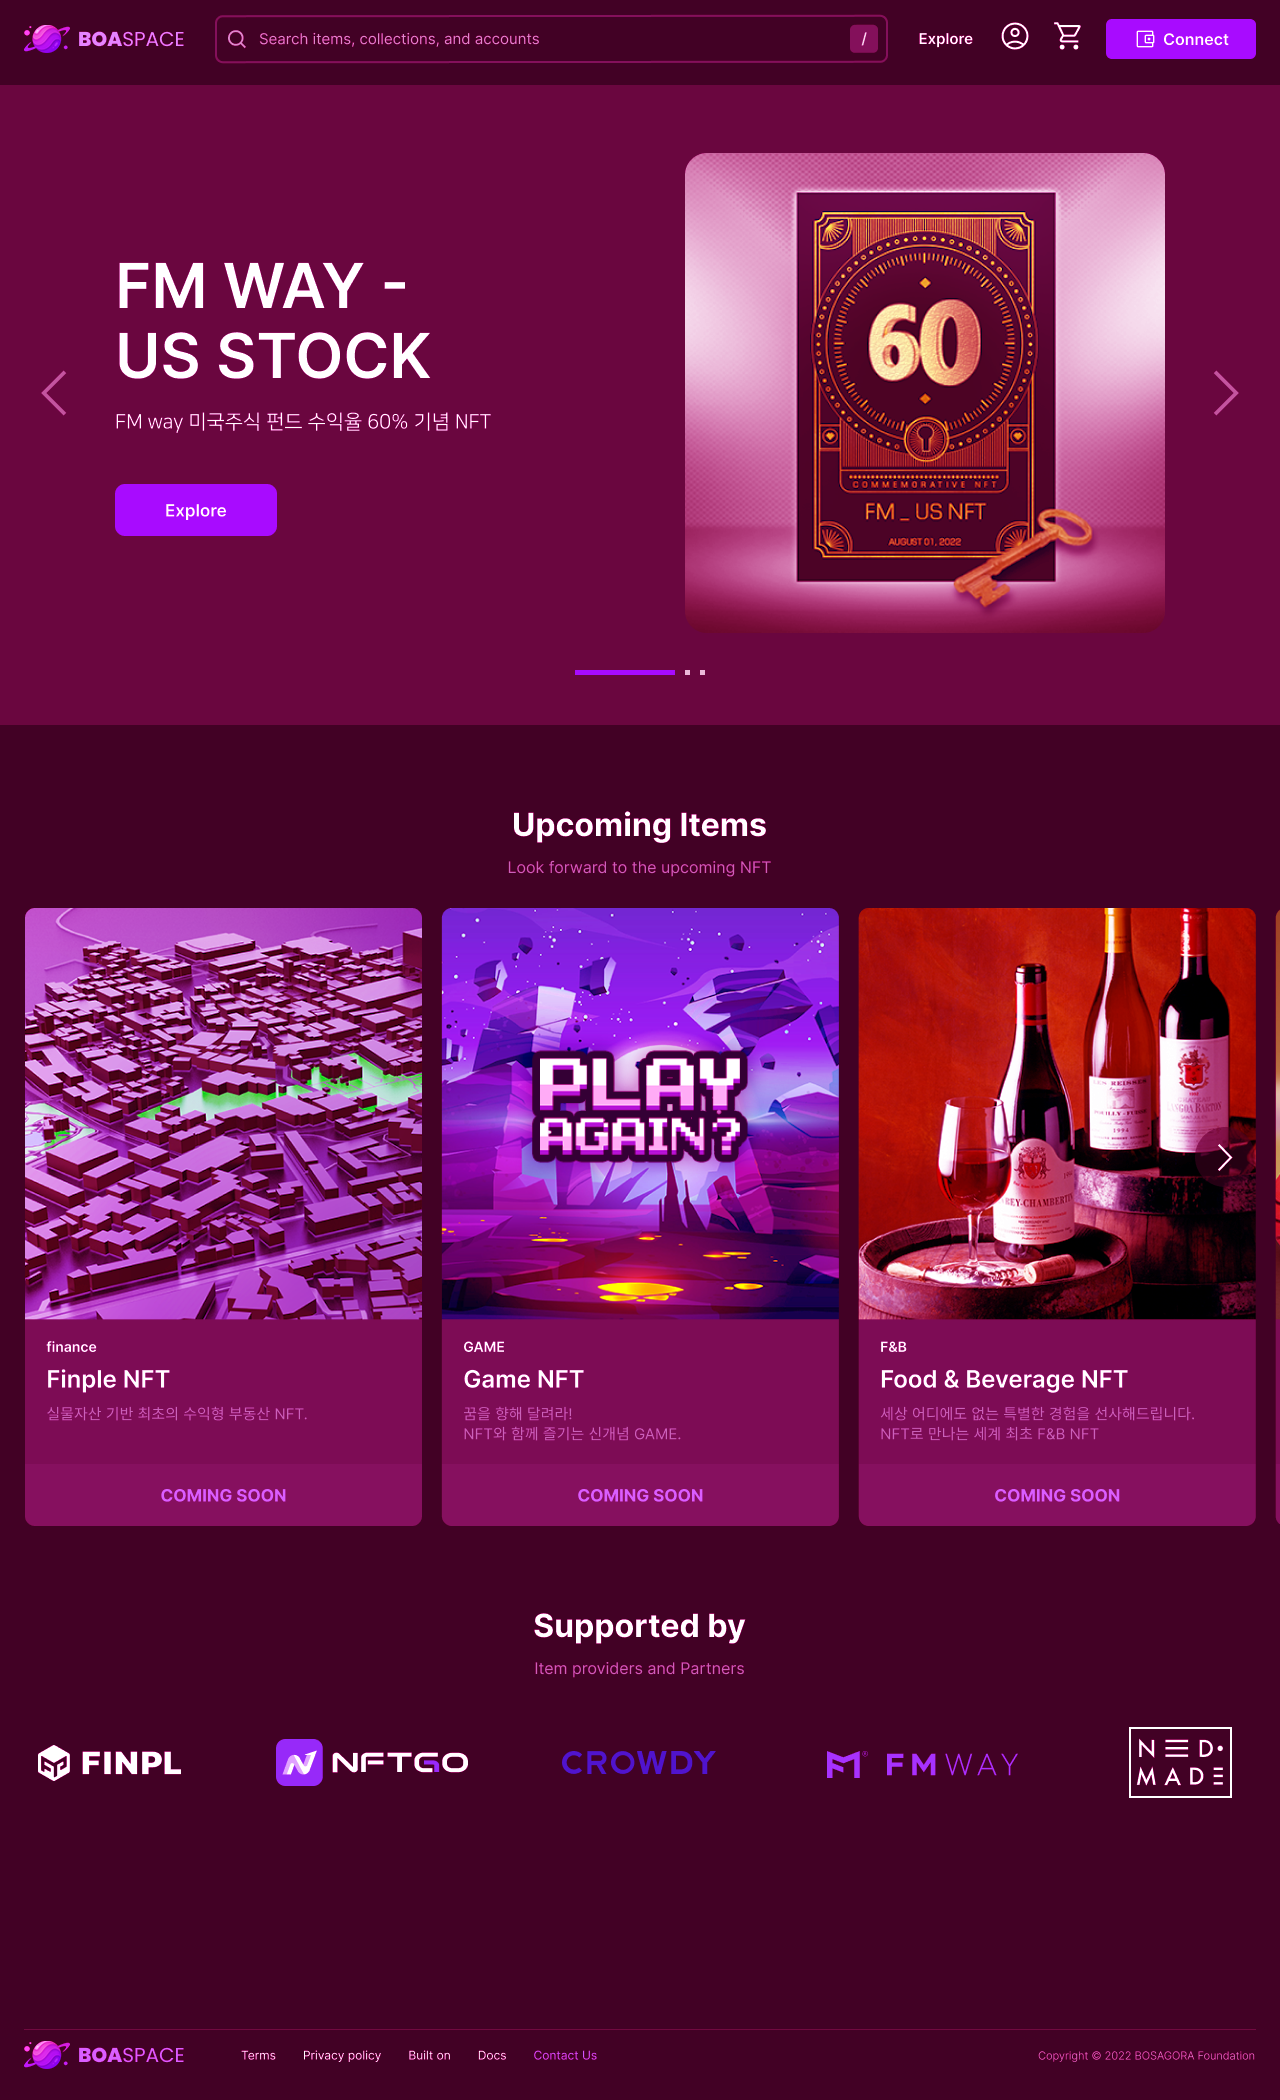 BOASPACE
Search items, collections, and accounts
/
Explore
Connect
FM WAY -
US STOCK
FM way 미국주식 펀드 수익율 60% 기념 NFT
Explore
60
COMMEMORATIVE NFT
FM _ US NFT
AUGUST 01, 2022
Upcoming Items
Look forward to the upcoming NFT
PLAY
AGAIN?
finance
Finple NFT
실물자산 기반 최초의 수익형 부동산 NFT.
COMING SOON
GAME
Game NFT
꿈을 향해 달려라!
NFT와 함께 즐기는 신개념 GAME.
COMING SOON
F&B
Food & Beverage NFT
세상 어디에도 없는 특별한 경험을 선사해드립니다.
NFT로 만나는 세계 최초 F&B NFT
COMING SOON
Supported by
Item providers and Partners
FINPL
NFTGO
CROWDY
FMWAY
NEED•
MADE
BOASPACE
Terms
Privacy policy
Built on
Docs
Contact Us
Copyright © 2022 BOSAGORA Foundation